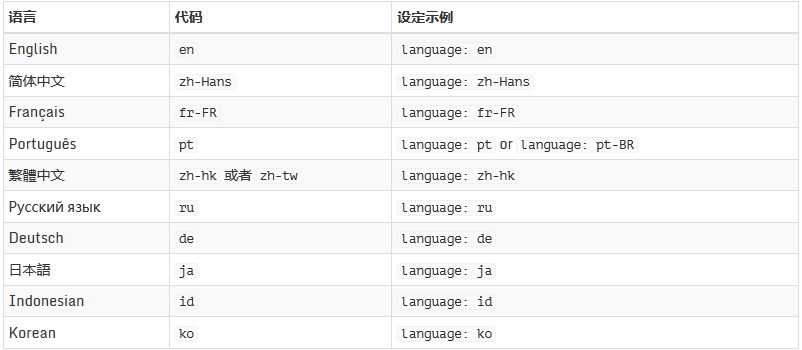 语言 代码 设定示例
English en language: en
简体中文 zh-Hans language: zh-Hans
Français fr-FR language: fr-FR
Português pt language: pt or language: pt-BR
繁體中文 zh-hk 或者 zh-tw language: zh-hk
Русский язык ru language: ru
Deutsch de language: de
日本語 ja language: ja
Indonesian id language: id
Korean ko language: ko